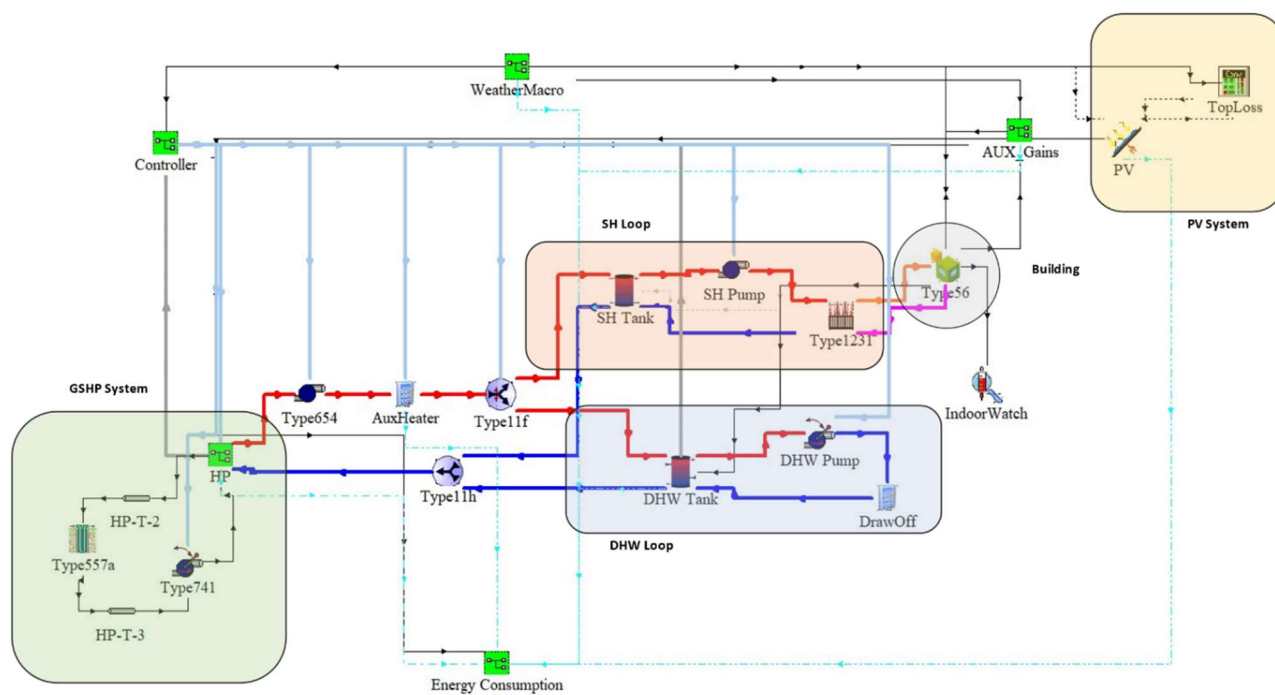 WeatherMacro
TopLoss
Controller
AUX_Gains
PV
SH Loop
PV System
Building
SH Pump
Type56
SH Tank
Type1231
GSHP System
Type654
AuxHeater
Type11f
IndoorWatch
HP
DHW Pump
Type11h
DHW Tank
DrawOff
HP-T-2
DHW Loop
Type557a
Type741
HP-T-3
Energy Consumption